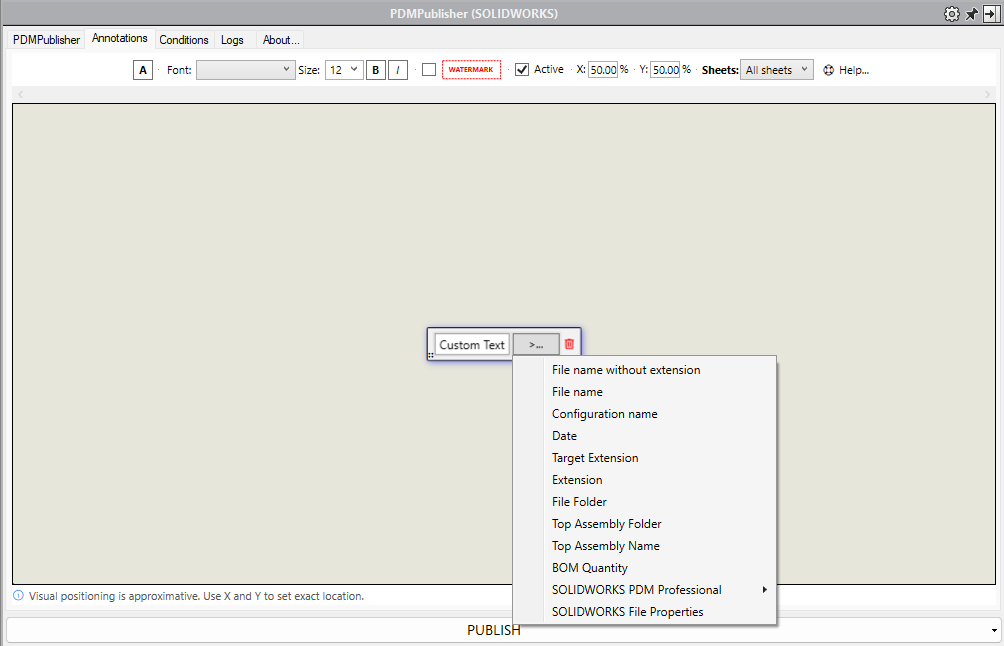 PDMPublisher (SOLIDWORKS)
PDMPublisher Annotations Conditions Logs About...
A Font: Size: 12 B I WATERMARK Active X: 50.00 % Y: 50.00 % Sheets: All sheets Help...
Custom Text >...
File name without extension
File name
Configuration name
Date
Target Extension
Extension
File Folder
Top Assembly Folder
Top Assembly Name
BOM Quantity
SOLIDWORKS PDM Professional
SOLIDWORKS File Properties
Visual positioning is approximative. Use X and Y to set exact location.
PUBLISH